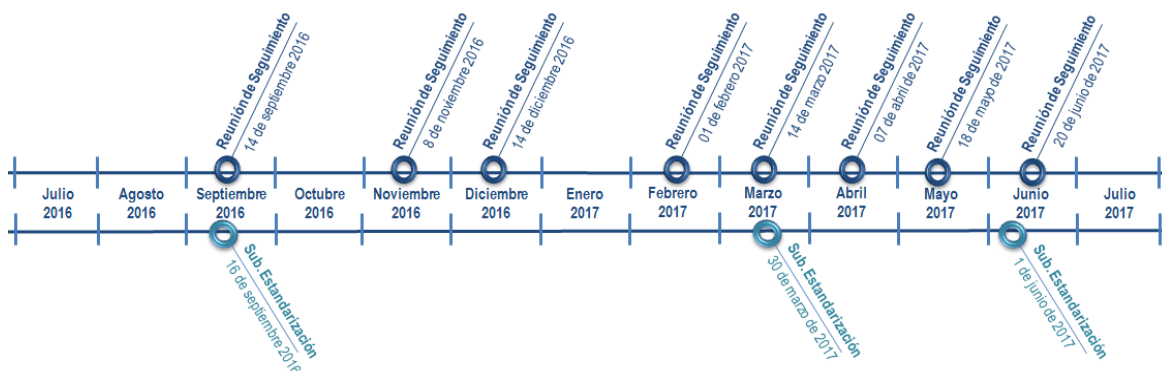 Reunión de Seguimiento
14 de septiembre 2016
Reunión de Seguimiento
8 de noviembre 2016
Reunión de Seguimiento
14 de diciembre 2016
Reunión de Seguimiento
01 de febrero 2017
Reunión de Seguimiento
14 de marzo 2017
Reunión de Seguimiento
07 de abril de 2017
Reunión de Seguimiento
18 de mayo de 2017
Reunión de Seguimiento
20 de junio de 2017
Julio
2016
Agosto
2016
Septiembre
2016
Octubre
2016
Noviembre
2016
Diciembre
2016
Enero
2017
Febrero
2017
Marzo
2017
Abril
2017
Mayo
2017
Junio
2017
Julio
2017
Sub. Estandarización
16 de septiembre 2016
Sub. Estandarización
30 de marzo de 2017
Sub. Estandarización
1 de junio de 2017